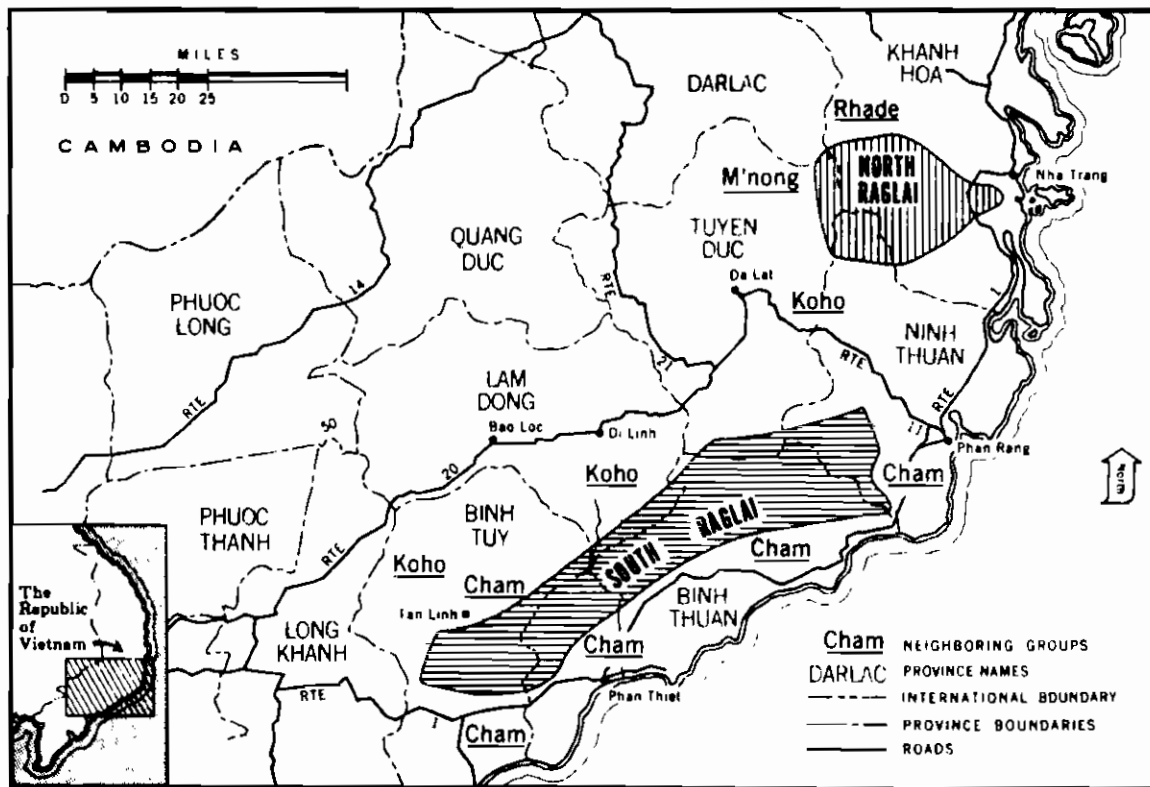 MILES
0 5 10 15 20 25
CAMBODIA
KHANH
HOA
DARLAC
Rhade
NORTH
RAGLAI
Nha Trang
M'nong
TUYEN
DUC
QUANG
DUC
Da Lat
RTE
Koho
PHUOC
LONG
14
RTE
NINH
THUAN
1
21
RTE
RTE
LAM
DONG
Bao Loc
Di Linh
11
Phan Rang
50
20
Koho
Cham
North
PHUOC
THANH
BINH
TUY
SOUTH RAGLAI
RTE
Koho
Cham
Cham
BINH
THUAN
Tan Linh
The
Republic
of
Vietnam
LONG
KHANH
Cham
RTE
Phan Thiet
1
Cham
Cham NEIGHBORING GROUPS
DARLAC PROVINCE NAMES
INTERNATIONAL BOUNDARY
PROVINCE BOUNDARIES
ROADS